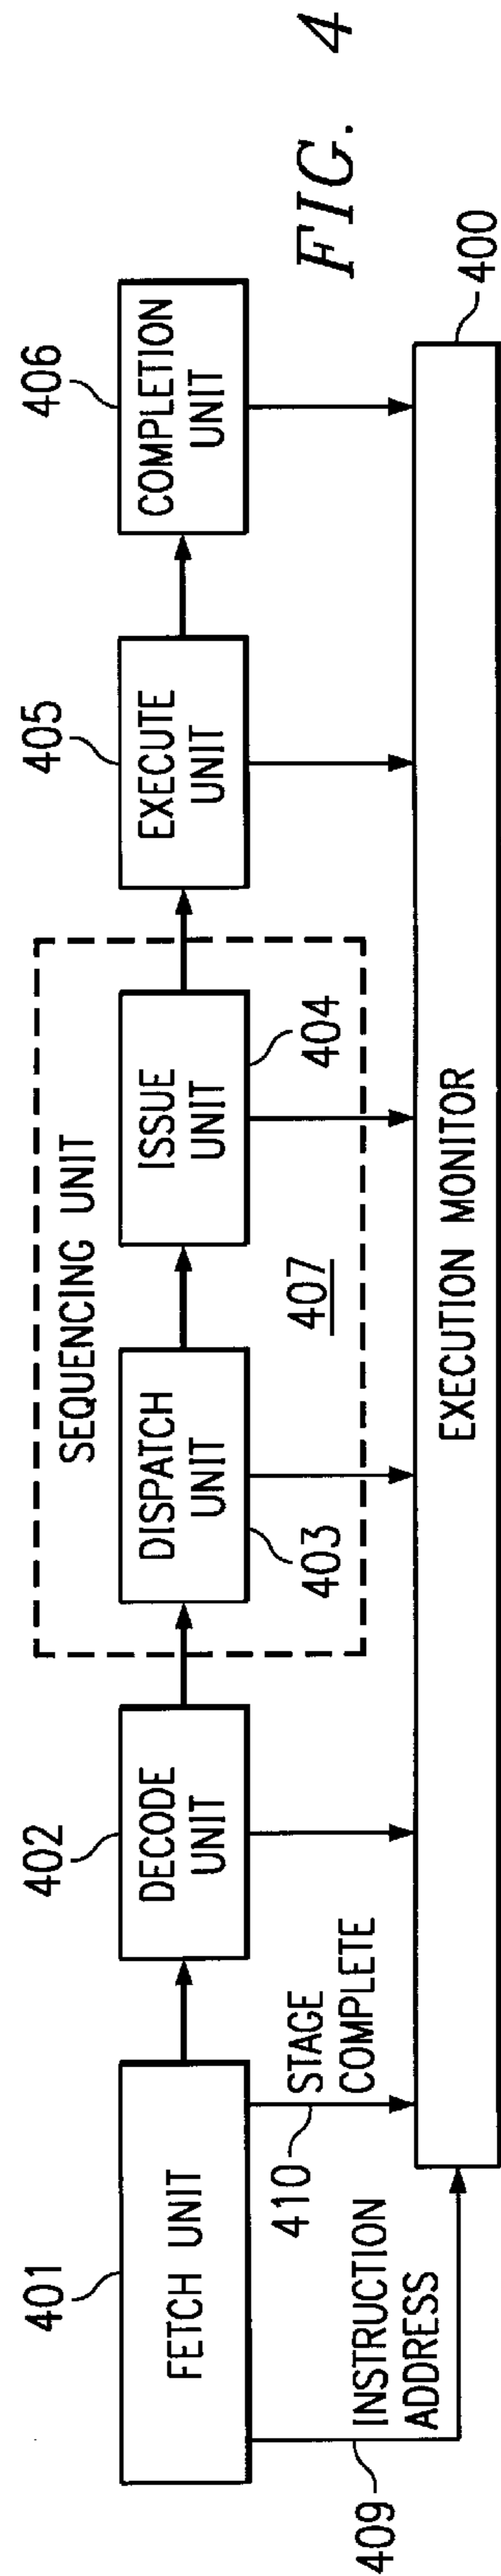 401
FETCH UNIT
409
INSTRUCTION
ADDRESS
410
STAGE
COMPLETE
402
DECODE
UNIT
SEQUENCING UNIT
DISPATCH
UNIT
403
ISSUE
UNIT
404
407
405
EXECUTE
UNIT
406
COMPLETION
UNIT
EXECUTION MONITOR
400
FIG. 4